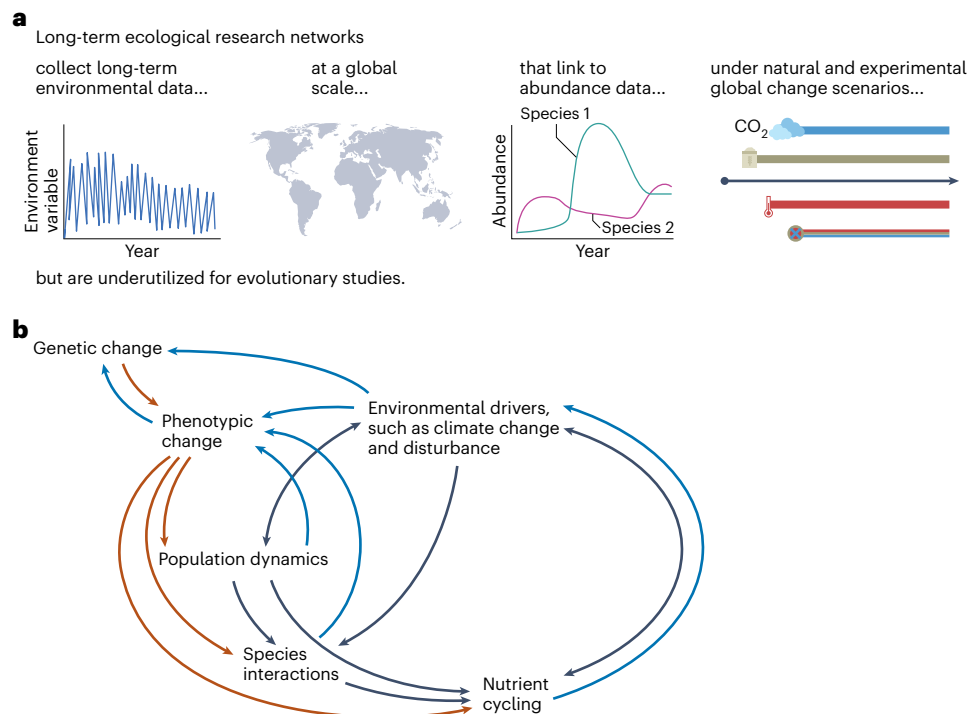 a
Long-term ecological research networks
collect long-term
environmental data...
at a global
scale...
that link to
abundance data...
under natural and experimental
global change scenarios...
Environment
variable
Year
Abundance
Species 1
Species 2
Year
CO2
but are underutilized for evolutionary studies.
b
Genetic change
Phenotypic
change
Environmental drivers,
such as climate change
and disturbance
Population dynamics
Species
interactions
Nutrient
cycling